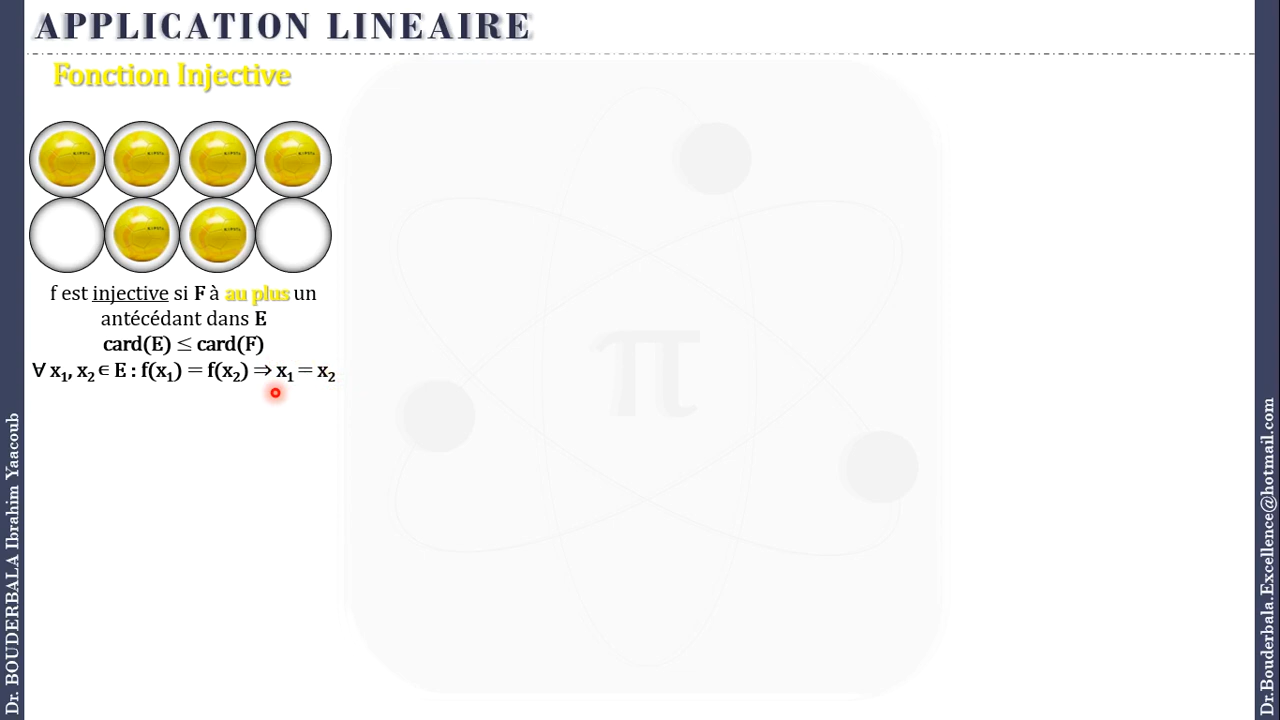 APPLICATION LINEAIRE
Fonction Injective
f est injective si F à au plus un
antécédant dans E
card(E) ≤ card(F)
∀ x₁, x₂ ∈ E : f(x₁) = f(x₂) ⇒ x₁ = x₂
π
Dr. BOUDERBALA Ibrahim Yaacoub
Dr.Bouderbala.Excellence@hotmail.com